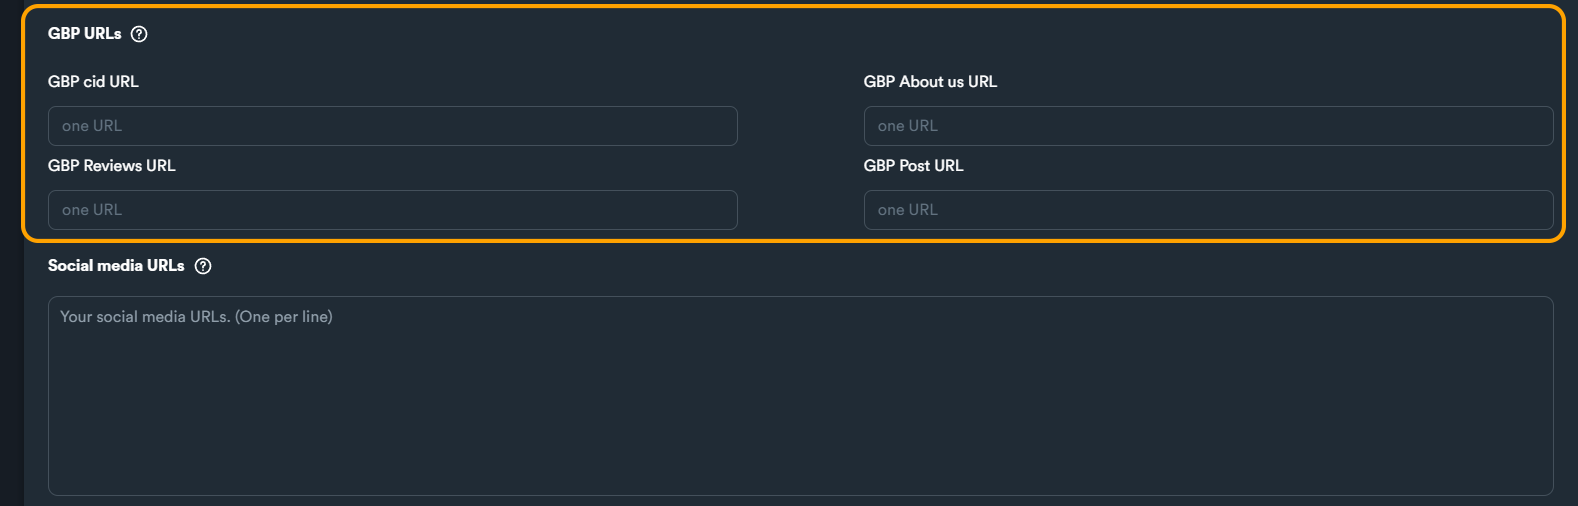 GBP URLs
GBP cid URL
GBP About us URL
one URL
one URL
GBP Reviews URL
GBP Post URL
one URL
one URL
Social media URLs
Your social media URLs. (One per line)